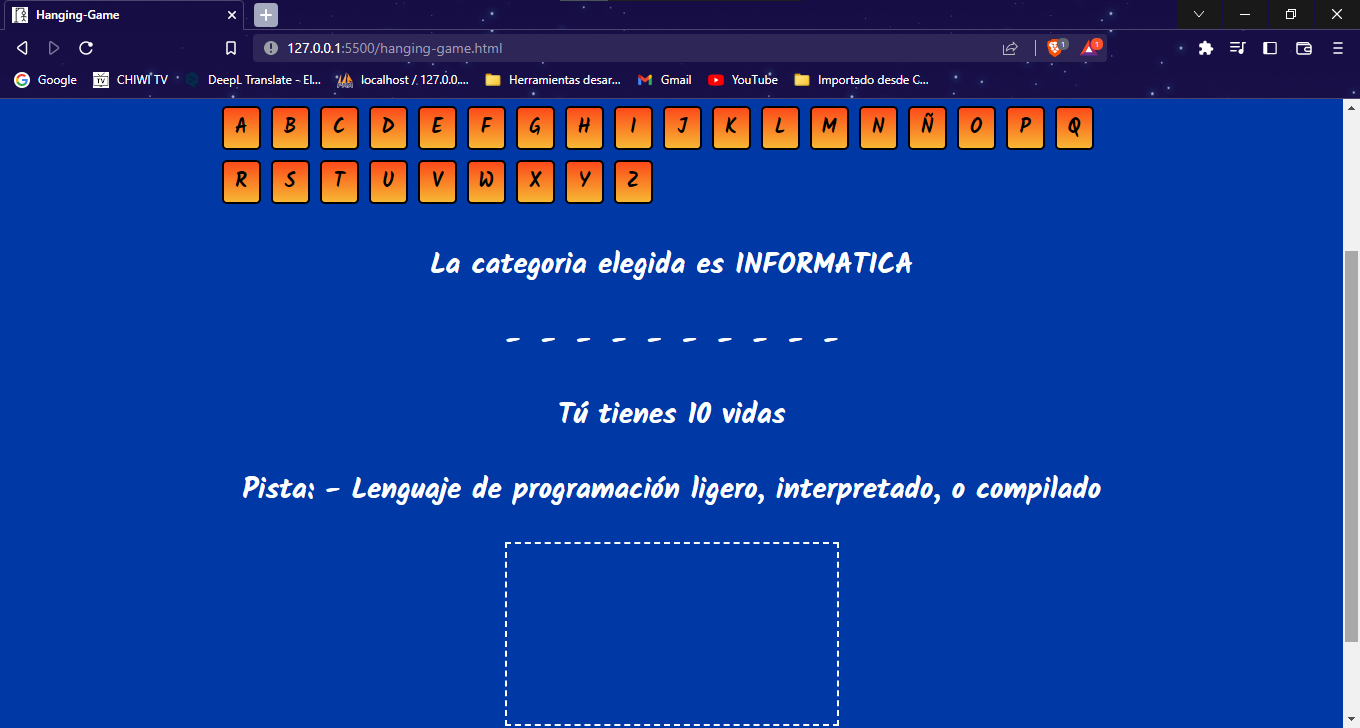 Hanging-Game
127.0.0.1:5500/hanging-game.html
1
1
Google
CHIWI TV
DeepL Translate - El...
localhost / 127.0.0....
Herramientas desar...
Gmail
YouTube
Importado desde C...
A B C D E F G H I J K L M N Ñ O P Q
R S T U V W X Y Z
La categoria elegida es INFORMATICA
- - - - - - - - - -
Tú tienes 10 vidas
Pista: - Lenguaje de programación ligero, interpretado, o compilado